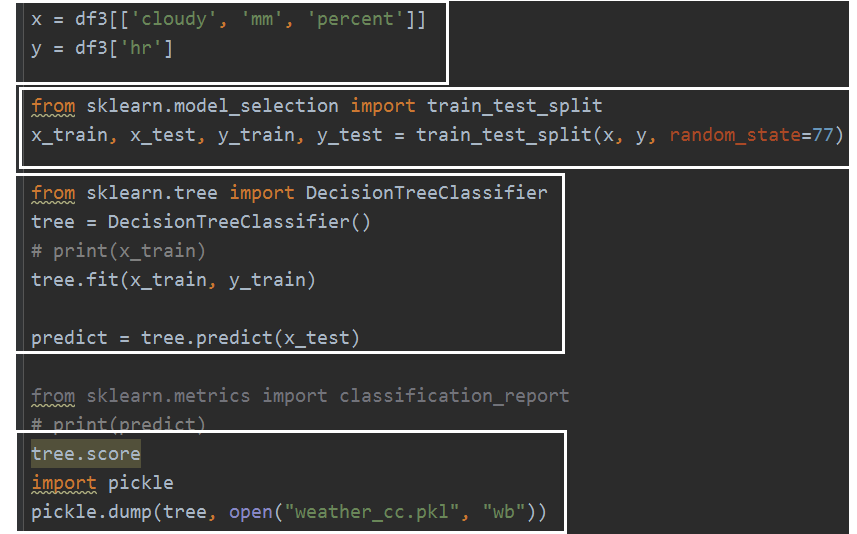 x = df3[['cloudy', 'mm', 'percent']]
y = df3['hr']
from sklearn.model_selection import train_test_split
x_train, x_test, y_train, y_test = train_test_split(x, y, random_state=77)
from sklearn.tree import DecisionTreeClassifier
tree = DecisionTreeClassifier()
# print(x_train)
tree.fit(x_train, y_train)
predict = tree.predict(x_test)
from sklearn.metrics import classification_report
# print(predict)
tree.score
import pickle
pickle.dump(tree, open("weather_cc.pkl", "wb"))